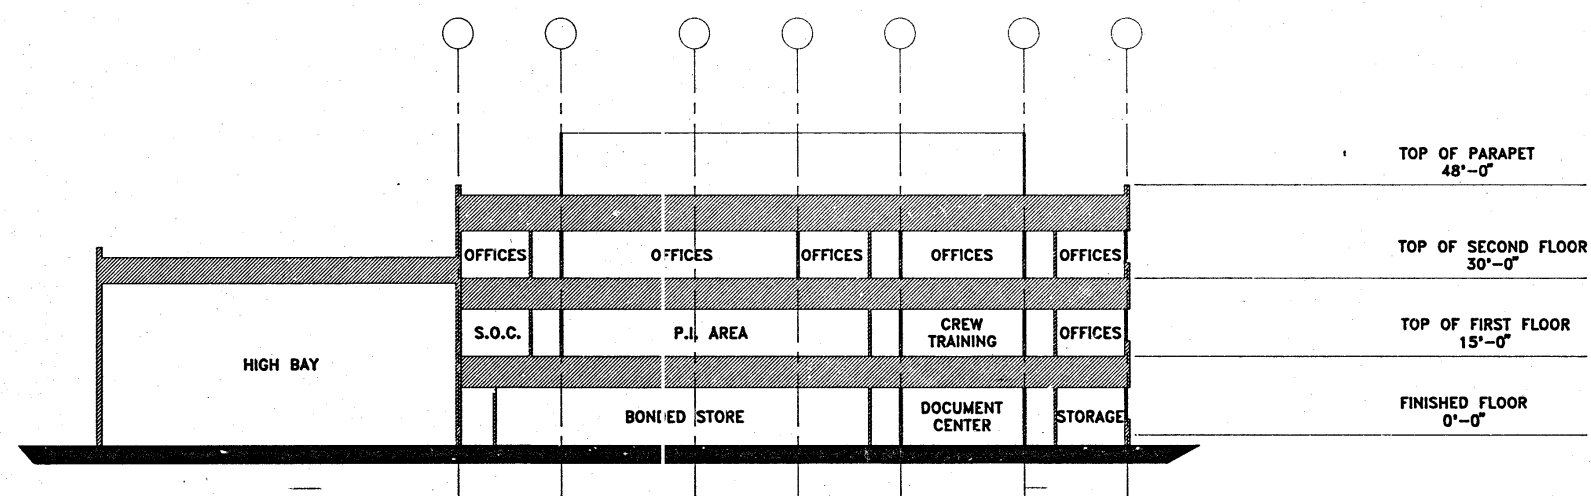 TOP OF PARAPET
48'-0"
OFFICES
OFFICES
OFFICES
OFFICES
OFFICES
TOP OF SECOND FLOOR
30'-0"
S.O.C.
P.I. AREA
CREW
TRAINING
OFFICES
TOP OF FIRST FLOOR
15'-0"
HIGH BAY
BONDED STORE
DOCUMENT
CENTER
STORAGE
FINISHED FLOOR
0'-0"